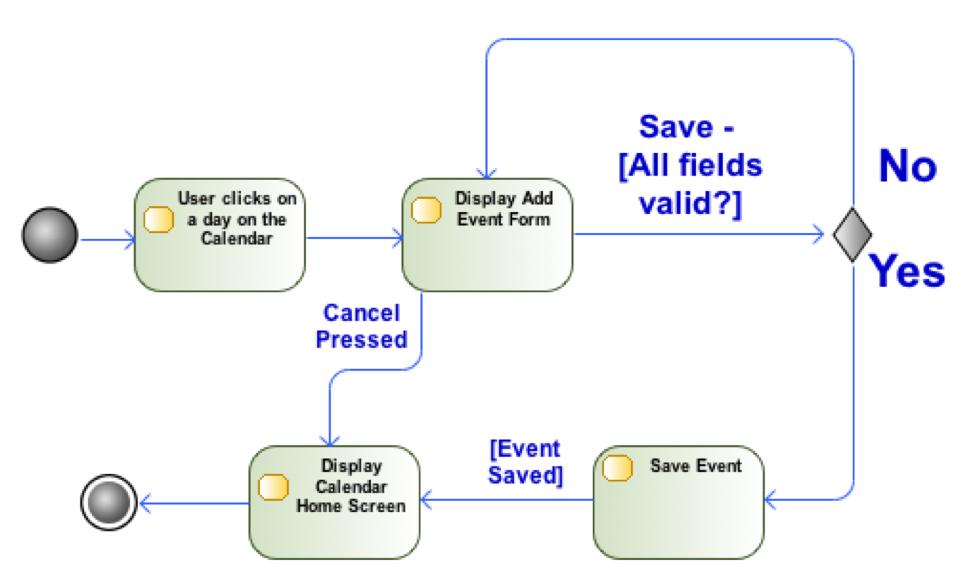 Save -
[All fields
valid?]
No
User clicks on
a day on the
Calendar
Display Add
Event Form
Yes
Cancel
Pressed
[Event
Saved]
Display
Calendar
Home Screen
Save Event